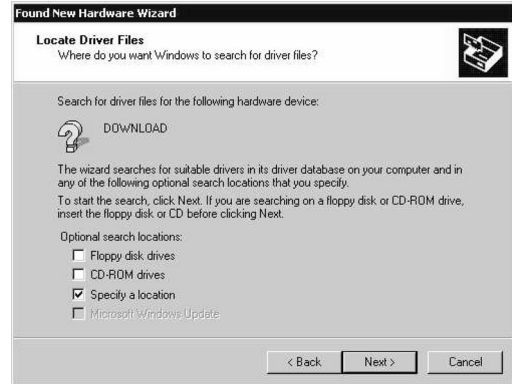 Found New Hardware Wizard
Locate Driver Files
Where do you want Windows to search for driver files?
Search for driver files for the following hardware device:
DOWNLOAD
The wizard searches for suitable drivers in its driver database on your computer and in
any of the following optional search locations that you specify.
To start the search, click Next. If you are searching on a floppy disk or CD-ROM drive,
insert the floppy disk or CD before clicking Next.
Optional search locations:
Floppy disk drives
CD-ROM drives
Specify a location
Microsoft Windows Update
< Back
Next >
Cancel